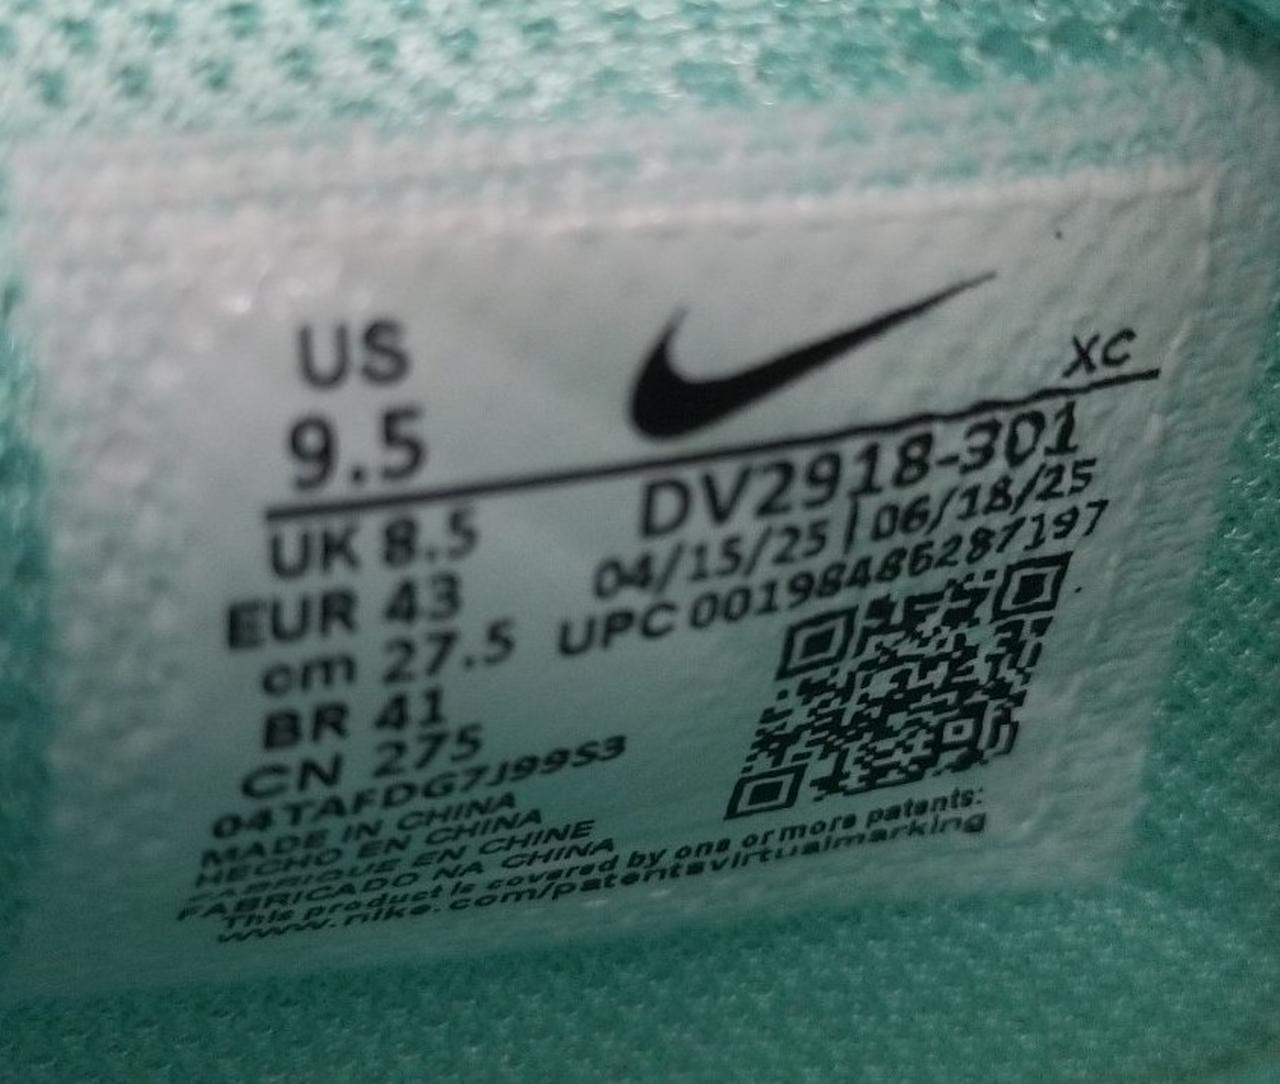 US
9.5
XC
UK 8.5
EUR 43
cm 27.5
BR 41
CN 275
DV2918-301
04/15/25 | 06/18/25
UPC 00198486287197
04TAFDG7J99S3
MADE IN CHINA
HECHO EN CHINA
FABRIQUE EN CHINE
FABRICADO NA CHINA
This product is covered by one or more patents:
www.nike.com/patentsvirtualmarking